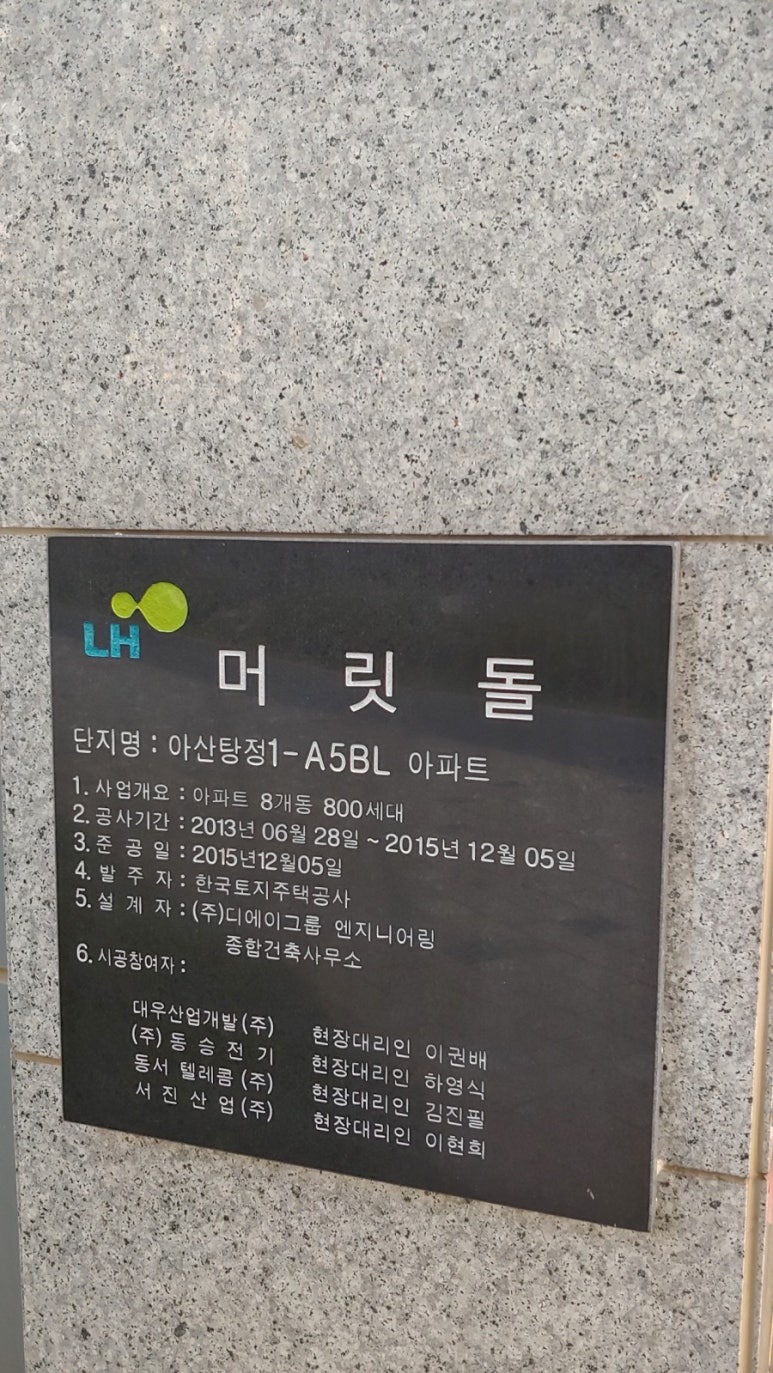 LH
머릿돌
단지명 : 아산탕정1-A5BL 아파트
1. 사업개요 : 아파트 8개동 800세대
2. 공사기간 : 2013년 06월 28일 ~ 2015년 12월 05일
3. 준 공 일 : 2015년12월05일
4. 발 주 자 : 한국토지주택공사
5. 설 계 자 : (주)디에이그룹 엔지니어링
종합건축사무소
6. 시공참여자 :
대우산업개발(주) 현장대리인 이권배
(주)동 승 전 기 현장대리인 하영식
동서 텔레콤(주) 현장대리인 김진필
서 진 산 업(주) 현장대리인 이현희